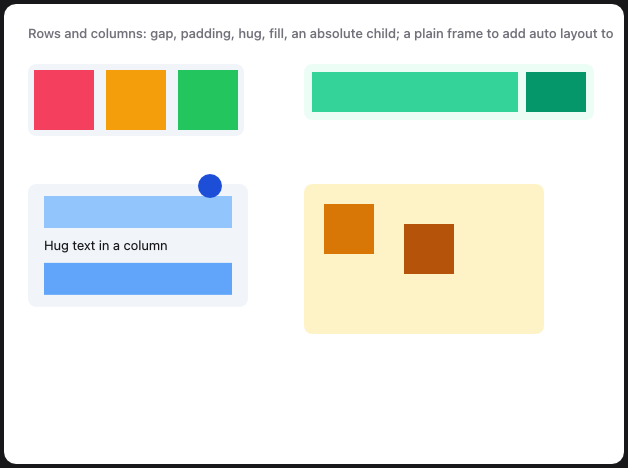 Rows and columns: gap, padding, hug, fill, an absolute child; a plain frame to add auto layout to
Hug text in a column